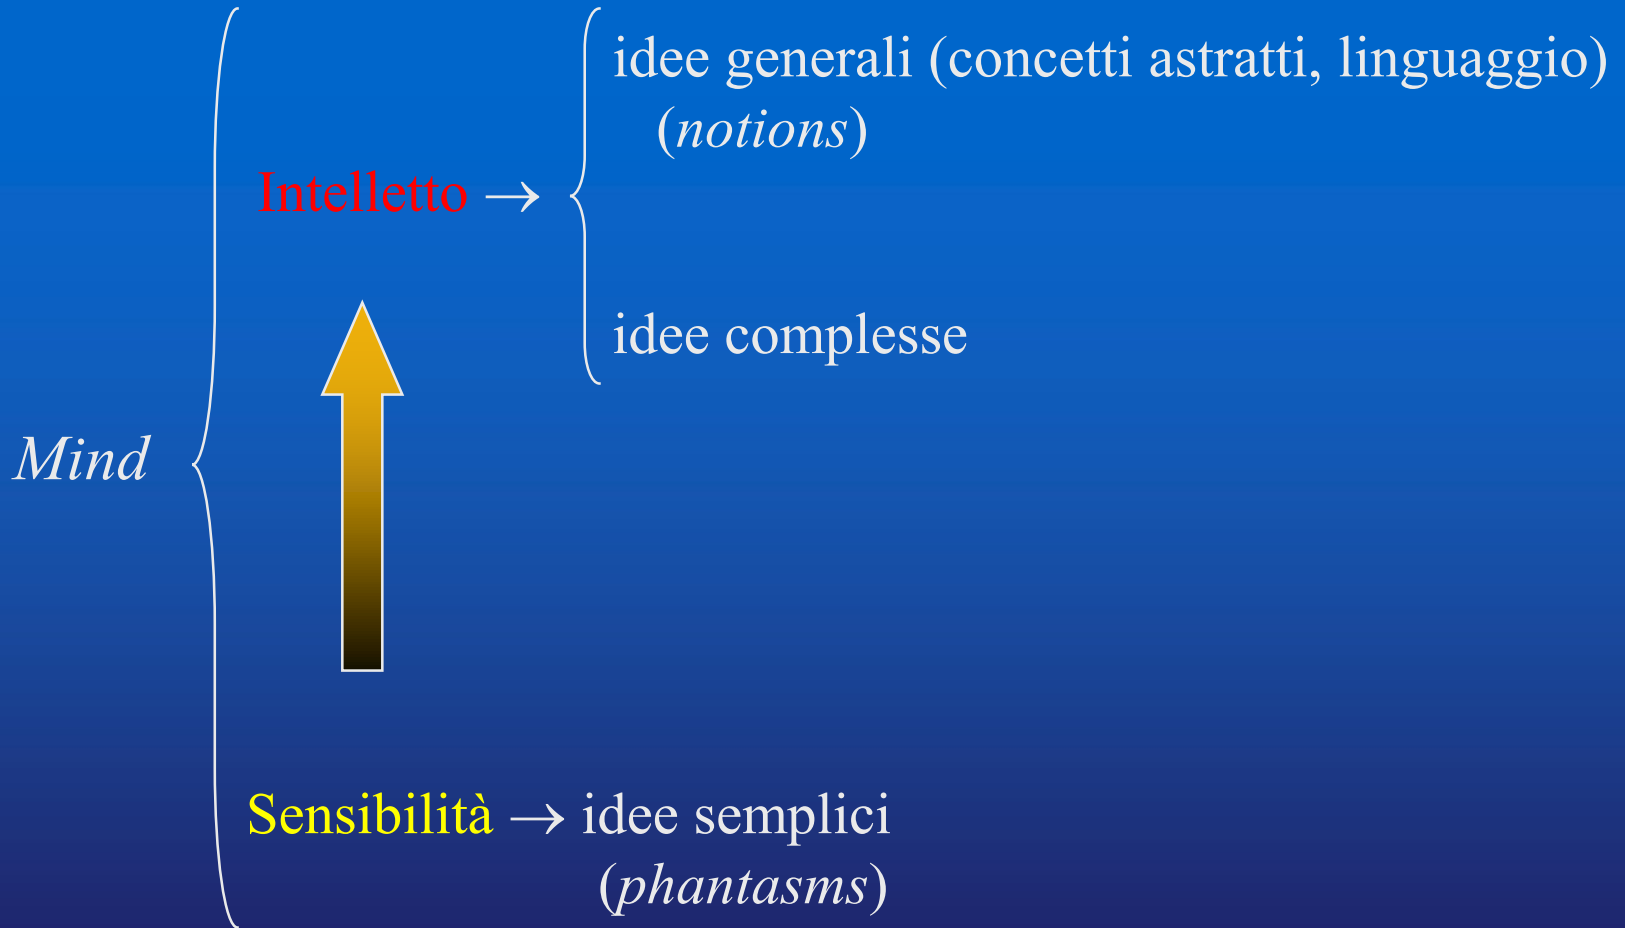 idee generali (concetti astratti, linguaggio)
(notions)
Intelletto →
idee complesse
Mind
Sensibilità → idee semplici
(phantasms)